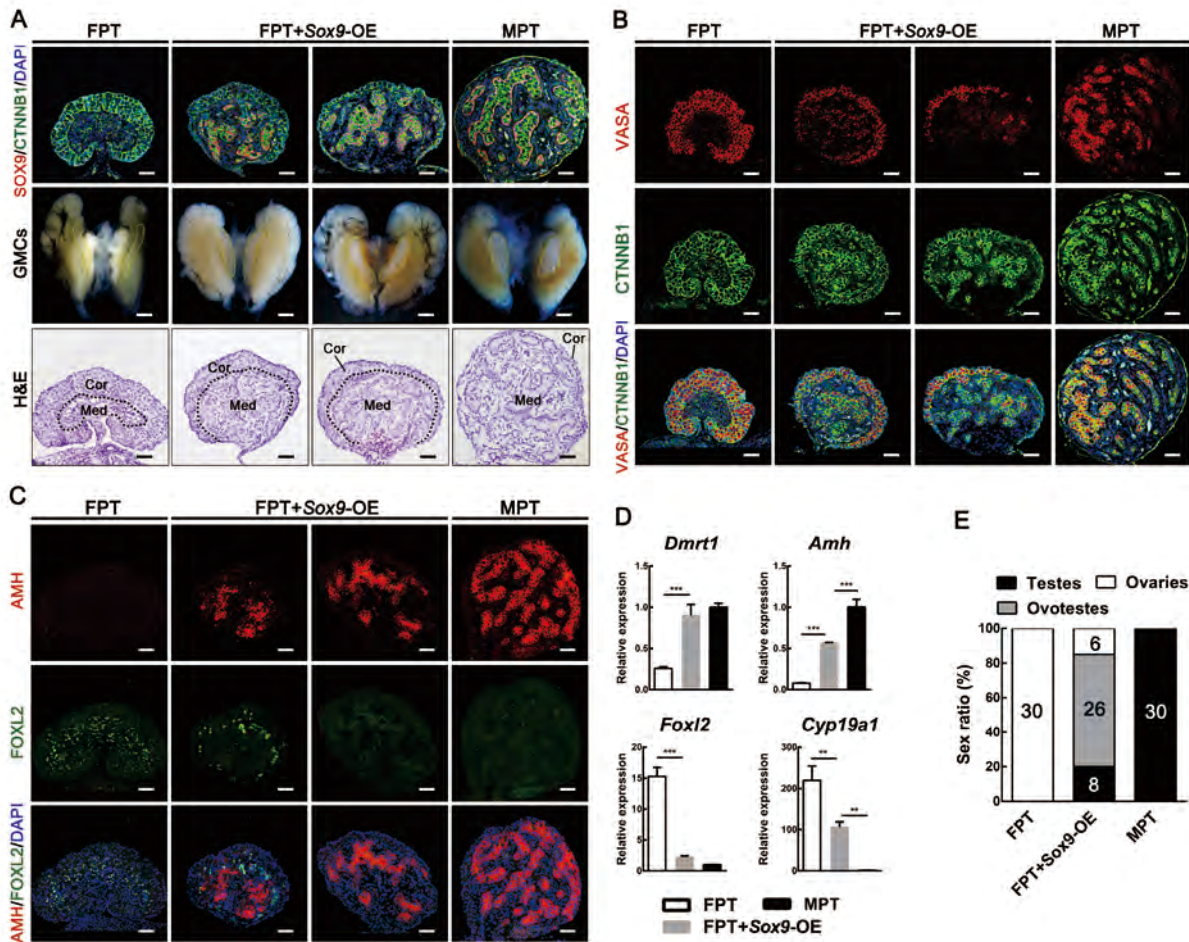 A
FPT
FPT+Sox9-OE
MPT
SOX9/CTNNB1/DAPI
GMCs
H&E
Cor
Med
Cor
Med
Cor
Med
Cor
B
FPT
FPT+Sox9-OE
MPT
VASA
CTNNB1
VASA/CTNNB1/DAPI
C
FPT
FPT+Sox9-OE
MPT
AMH
FOXL2
AMH/FOXL2/DAPI
D
Dmrt1
Relative expression
1.5
1.0
0.5
0.0
***
Amh
Relative expression
1.5
1.0
0.5
0.0
***
***
Foxl2
Relative expression
20
15
10
5
0
***
Cyp19a1
Relative expression
300
200
100
0
**
**
FPT
MPT
FPT+Sox9-OE
E
Testes
Ovaries
Ovotestes
Sex ratio (%)
100
80
60
40
20
0
30
6
26
8
30
FPT
FPT+Sox9-OE
MPT